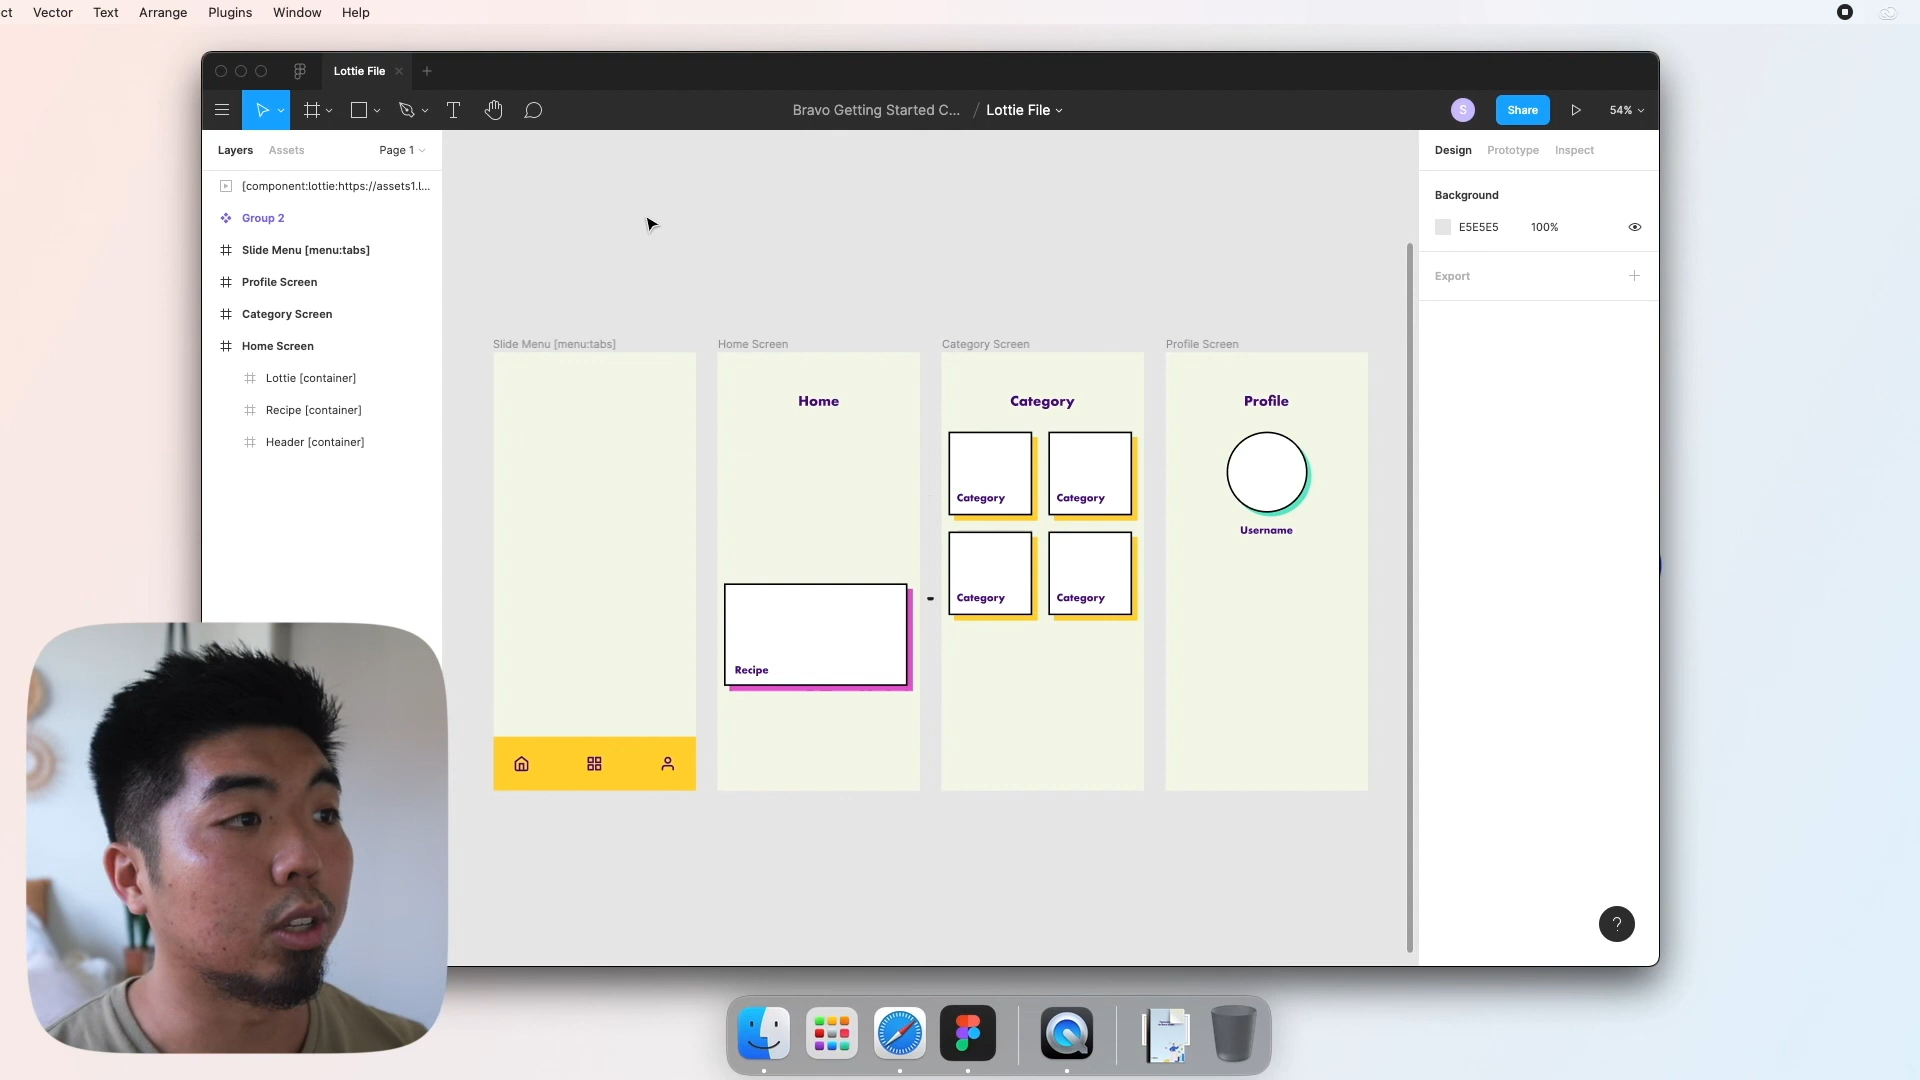 ct Vector Text Arrange Plugins Window Help
Lottie File
Bravo Getting Started C... / Lottie File
S
Share
54%
Layers Assets Page 1
[component:lottie:https://assets1.l...
Group 2
Slide Menu [menu:tabs]
Profile Screen
Category Screen
Home Screen
Lottie [container]
Recipe [container]
Header [container]
Slide Menu [menu:tabs]
Home Screen
Home
Recipe
Category Screen
Category
Category
Category
Category
Category
Profile Screen
Profile
Username
Design Prototype Inspect
Background
E5E5E5 100%
Export
?